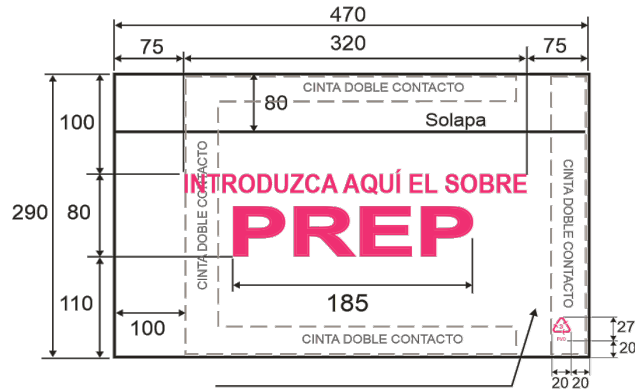 470
75
320
75
CINTA DOBLE CONTACTO
80
100
Solapa
INTRODUZCA AQUÍ EL SOBRE
PREP
CINTA DOBLE CONTACTO
CINTA DOBLE CONTACTO
290
80
185
110
100
CINTA DOBLE CONTACTO
27
20
20 20